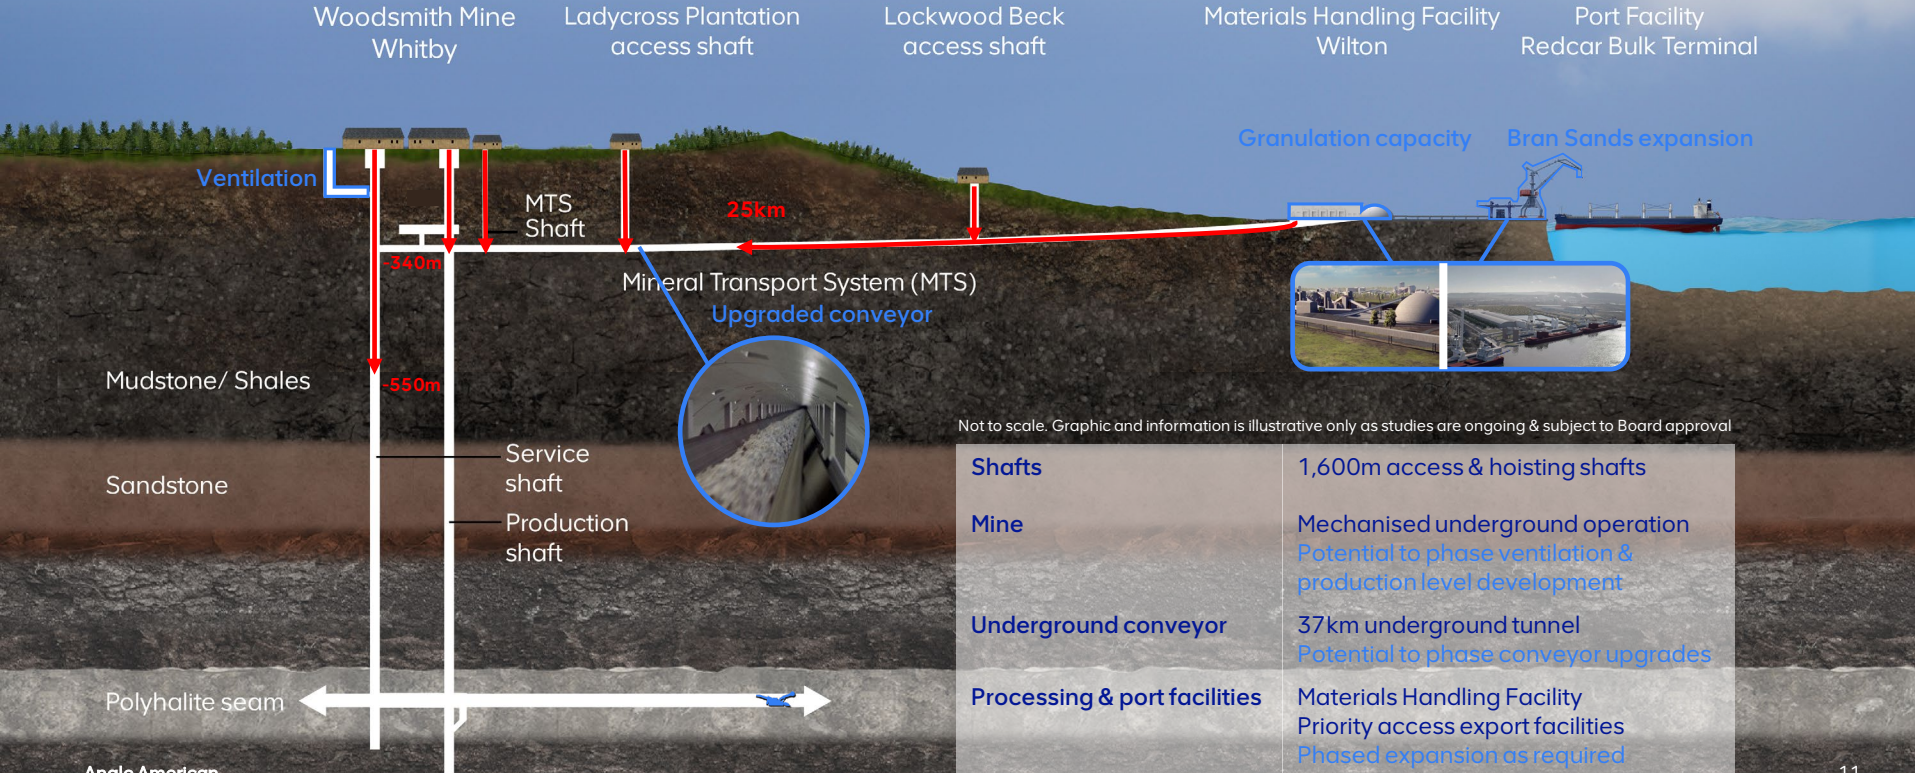 Woodsmith Mine
Whitby
Ladycross Plantation
access shaft
Lockwood Beck
access shaft
Materials Handling Facility
Wilton
Port Facility
Redcar Bulk Terminal
Granulation capacity
Bran Sands expansion
Ventilation
MTS
Shaft
25km
-340m
Mineral Transport System (MTS)
Upgraded conveyor
Mudstone/ Shales
-550m
Not to scale. Graphic and information is illustrative only as studies are ongoing & subject to Board approval
Service
shaft
Sandstone
Production
shaft
Shafts
1,600m access & hoisting shafts
Mine
Mechanised underground operation
Potential to phase ventilation &
production level development
Underground conveyor
37km underground tunnel
Potential to phase conveyor upgrades
Polyhalite seam
Processing & port facilities
Materials Handling Facility
Priority access export facilities
Phased expansion as required
Anglo American
11